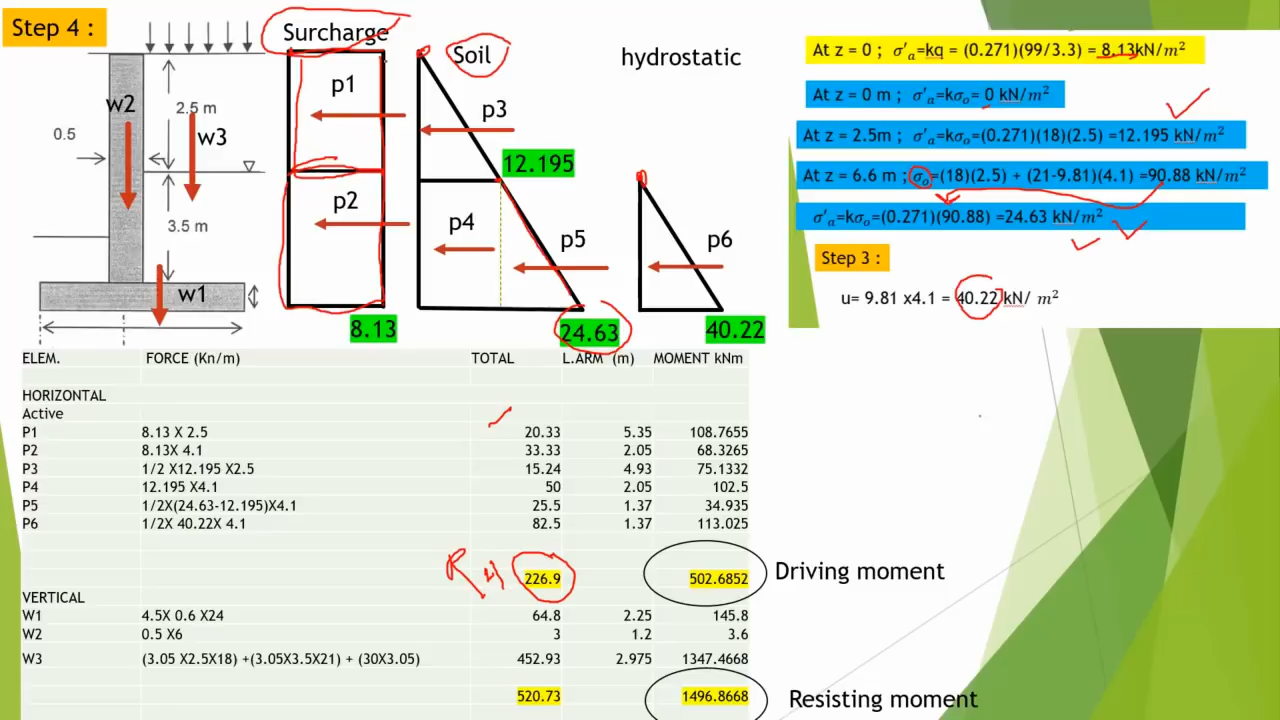 Step 4 :
Surcharge
Soil
hydrostatic
p1
p2
p3
p4
p5
p6
w2
w3
w1
0.5
2.5 m
3.5 m
12.195
8.13
24.63
40.22
At z = 0 ; σ′ₐ=kq = (0.271)(99/3.3) = 8.13kN/m²
At z = 0 m ; σ′ₐ=kσₒ= 0 kN/m²
At z = 2.5m ; σ′ₐ=kσₒ=(0.271)(18)(2.5) =12.195 kN/m²
At z = 6.6 m ; σₒ=(18)(2.5) + (21-9.81)(4.1) =90.88 kN/m²
σ′ₐ=kσₒ=(0.271)(90.88) =24.63 kN/m²
Step 3 :
u= 9.81 x4.1 = 40.22 kN/ m²
ELEM. FORCE (Kn/m) TOTAL L.ARM (m) MOMENT kNm
HORIZONTAL
Active
P1 8.13 X 2.5 20.33 5.35 108.7655
P2 8.13X 4.1 33.33 2.05 68.3265
P3 1/2 X12.195 X2.5 15.24 4.93 75.1332
P4 12.195 X4.1 50 2.05 102.5
P5 1/2X(24.63-12.195)X4.1 25.5 1.37 34.935
P6 1/2X 40.22X 4.1 82.5 1.37 113.025
226.9 502.6852 Driving moment
VERTICAL
W1 4.5X 0.6 X24 64.8 2.25 145.8
W2 0.5 X6 3 1.2 3.6
W3 (3.05 X2.5X18) +(3.05X3.5X21) + (30X3.05) 452.93 2.975 1347.4668
520.73 1496.8668 Resisting moment